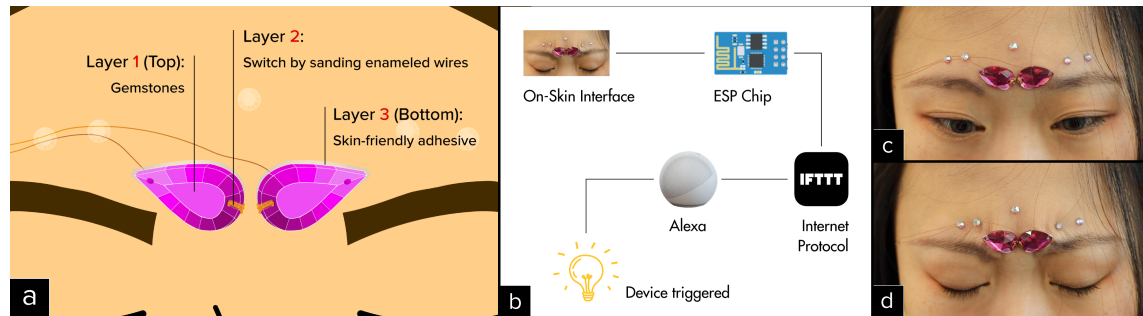 Layer 2:
Switch by sanding enameled wires
Layer 1 (Top):
Gemstones
Layer 3 (Bottom):
Skin-friendly adhesive
a
On-Skin Interface
ESP Chip
IFTTT
Alexa
Internet
Protocol
Device triggered
b
c
d